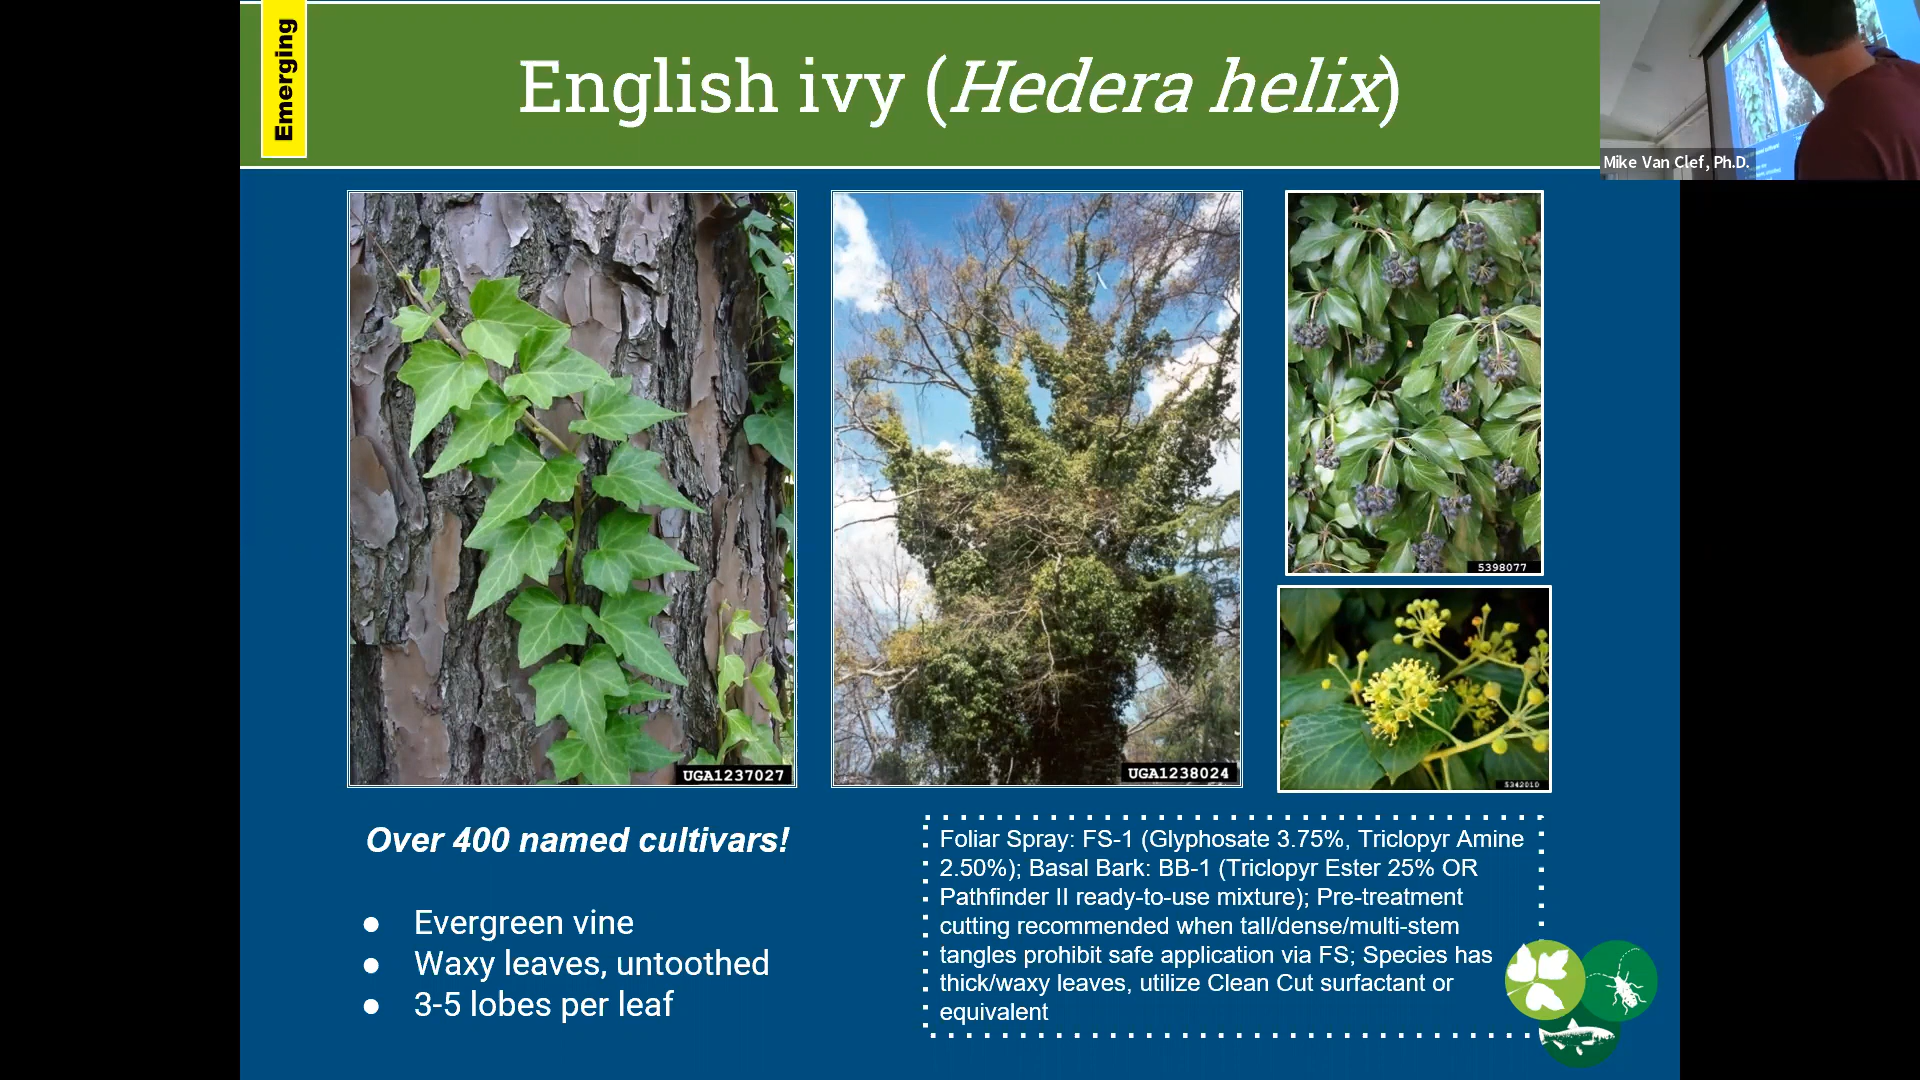 Emerging
English ivy (Hedera helix)
Mike Van Clef, Ph.D.
UGA1237027
UGA1238024
5398077
5342010
Over 400 named cultivars!
● Evergreen vine
● Waxy leaves, untoothed
● 3-5 lobes per leaf
Foliar Spray: FS-1 (Glyphosate 3.75%, Triclopyr Amine
2.50%); Basal Bark: BB-1 (Triclopyr Ester 25% OR
Pathfinder II ready-to-use mixture); Pre-treatment
cutting recommended when tall/dense/multi-stem
tangles prohibit safe application via FS; Species has
thick/waxy leaves, utilize Clean Cut surfactant or
equivalent